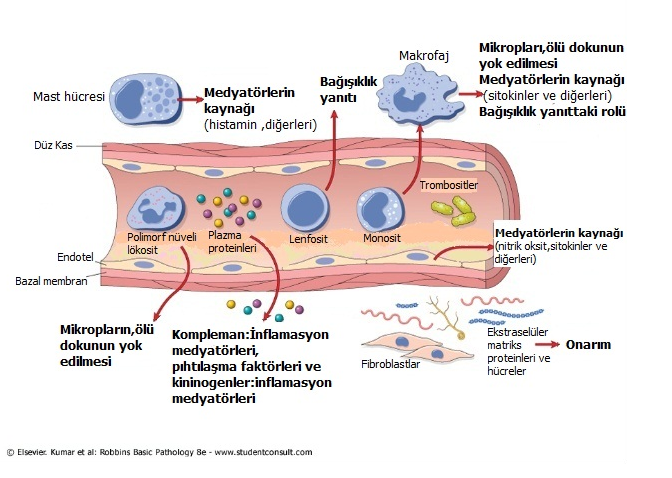 Mast hücresi
Medyatörlerin
kaynağı
(histamin ,diğerleri)
Bağışıklık
yanıtı
Makrofaj
Mikropları,ölü dokunun
yok edilmesi
Medyatörlerin kaynağı
(sitokinler ve diğerleri)
Bağışıklık yanıttaki rolü
Düz Kas
Polimorf nüveli
lökosit
Plazma
proteinleri
Lenfosit
Monosit
Trombositler
Endotel
Bazal membran
Medyatörlerin kaynağı
(nitrik oksit,sitokinler ve
diğerleri)
Mikropların,ölü
dokunun yok
edilmesi
Kompleman:İnflamasyon
medyatörleri,
pıhtılaşma faktörleri ve
kininogenler:inflamasyon
medyatörleri
Fibroblastlar
Ekstraselüler
matriks
proteinleri ve
hücreler
Onarım
© Elsevier. Kumar et al: Robbins Basic Pathology 8e - www.studentconsult.com